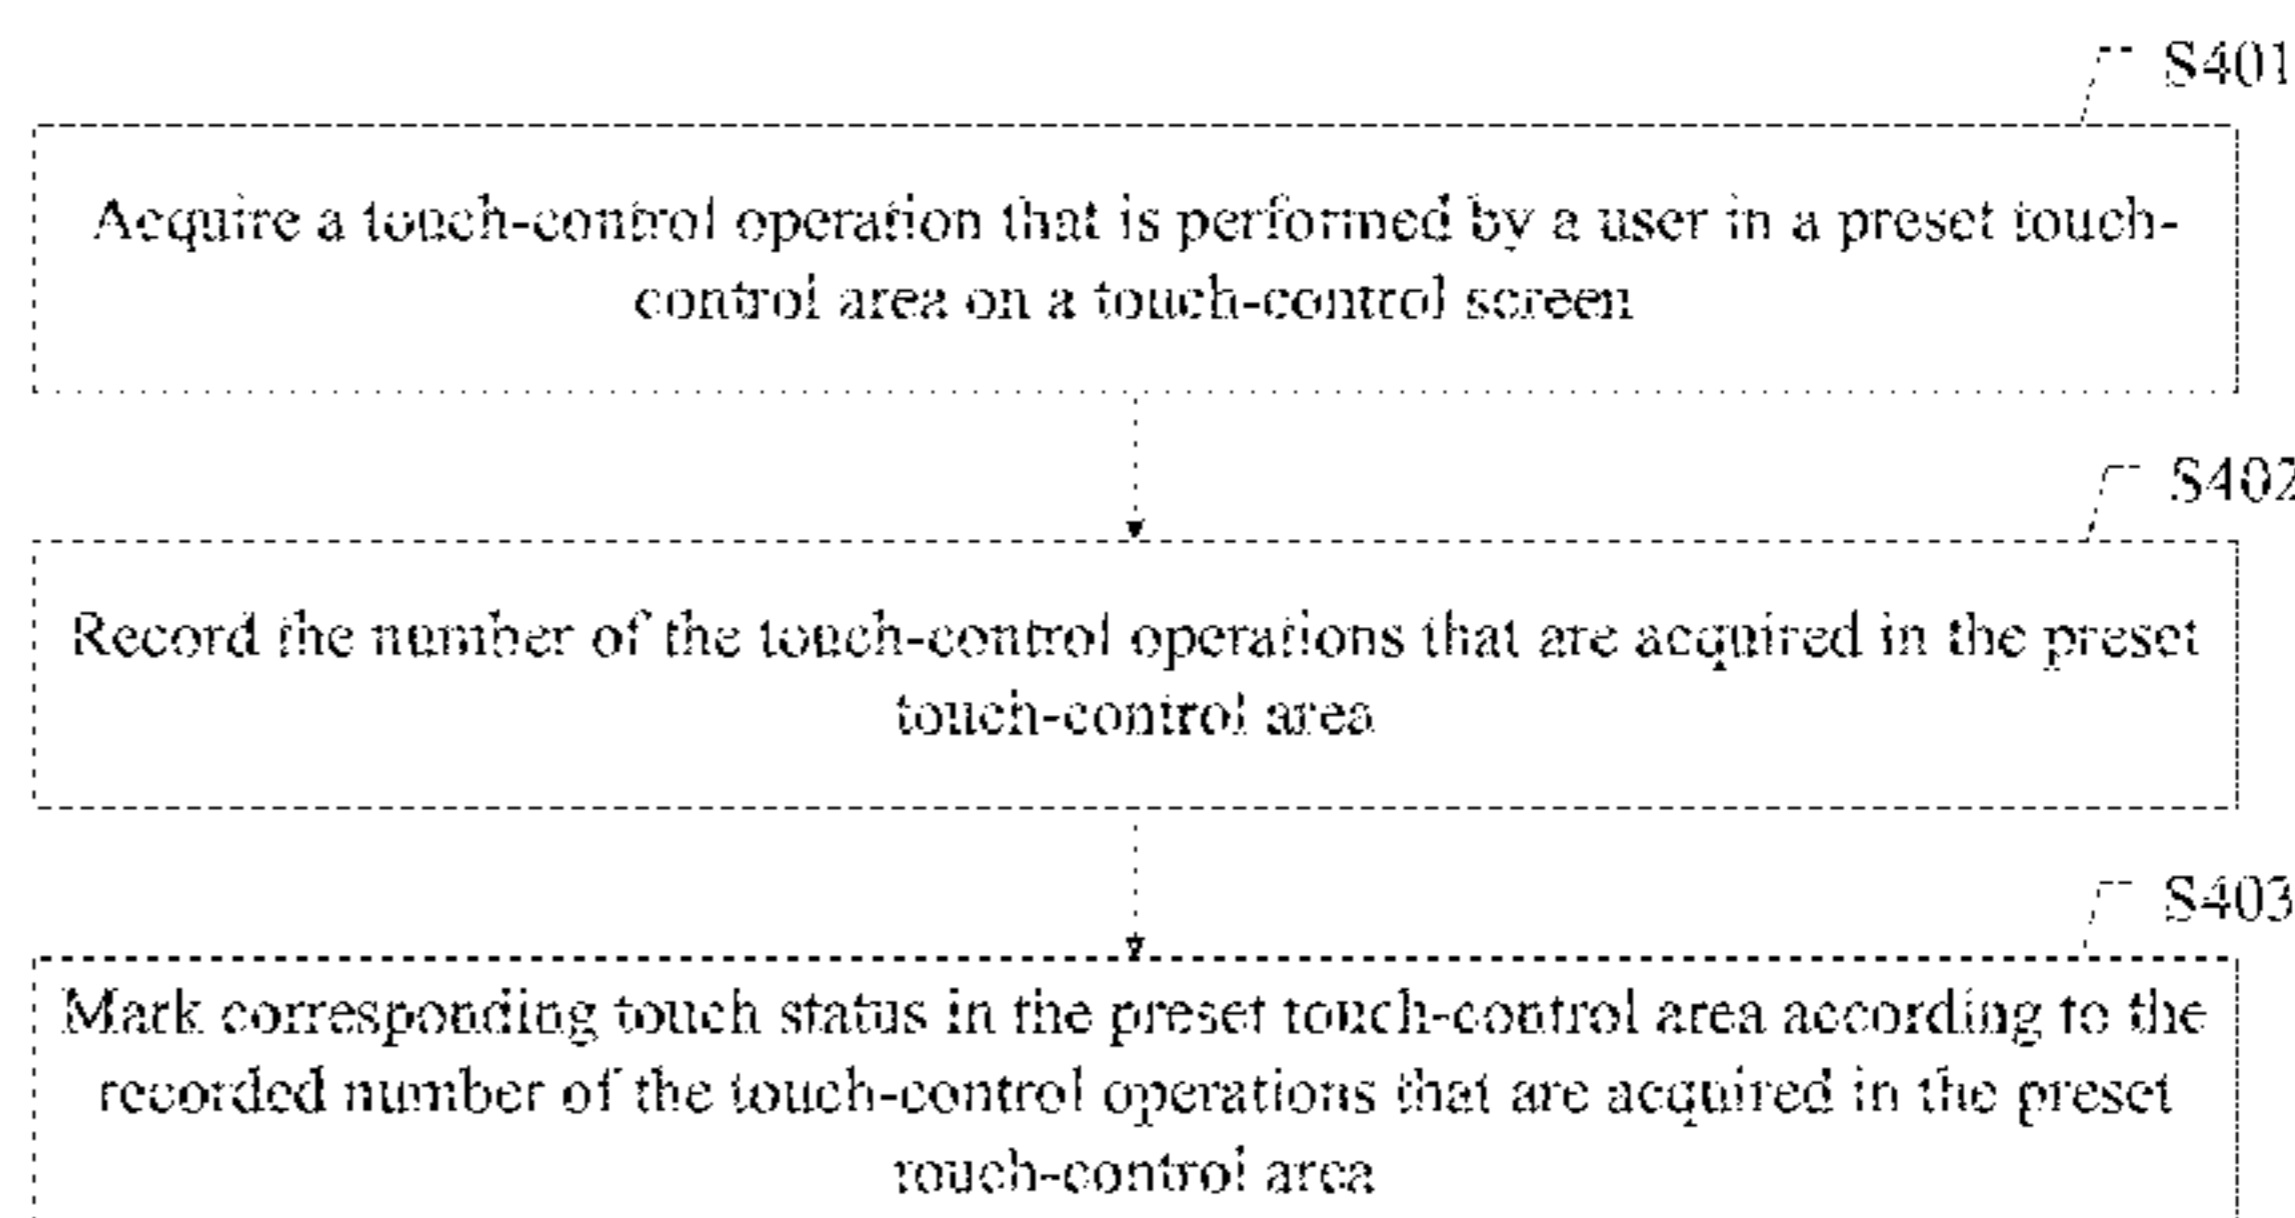 S401
Acquire a touch-control operation that is performed by a user in a preset touch-
control area on a touch-control screen
S402
Record the number of the touch-control operations that are acquired in the preset
touch-control area
S403
Mark corresponding touch status in the preset touch-control area according to the
recorded number of the touch-control operations that are acquired in the preset
touch-control area